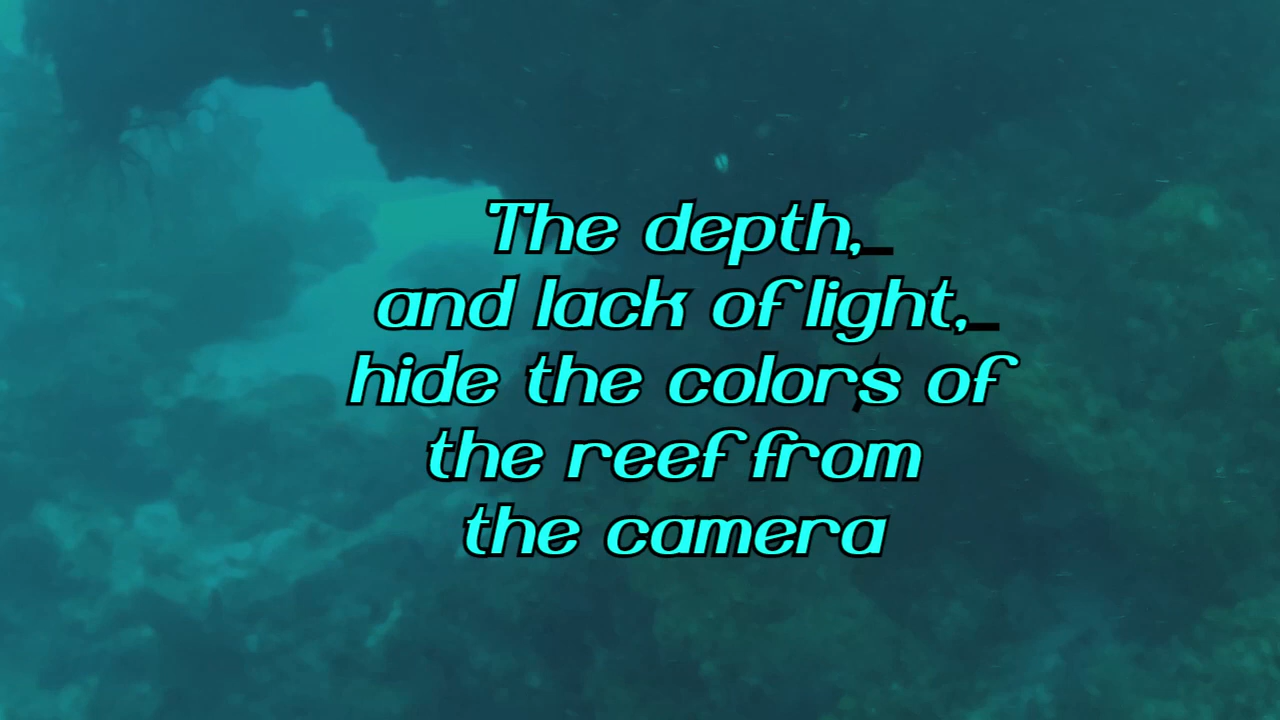 The depth,
and lack of light,
hide the colors of
the reef from
the camera